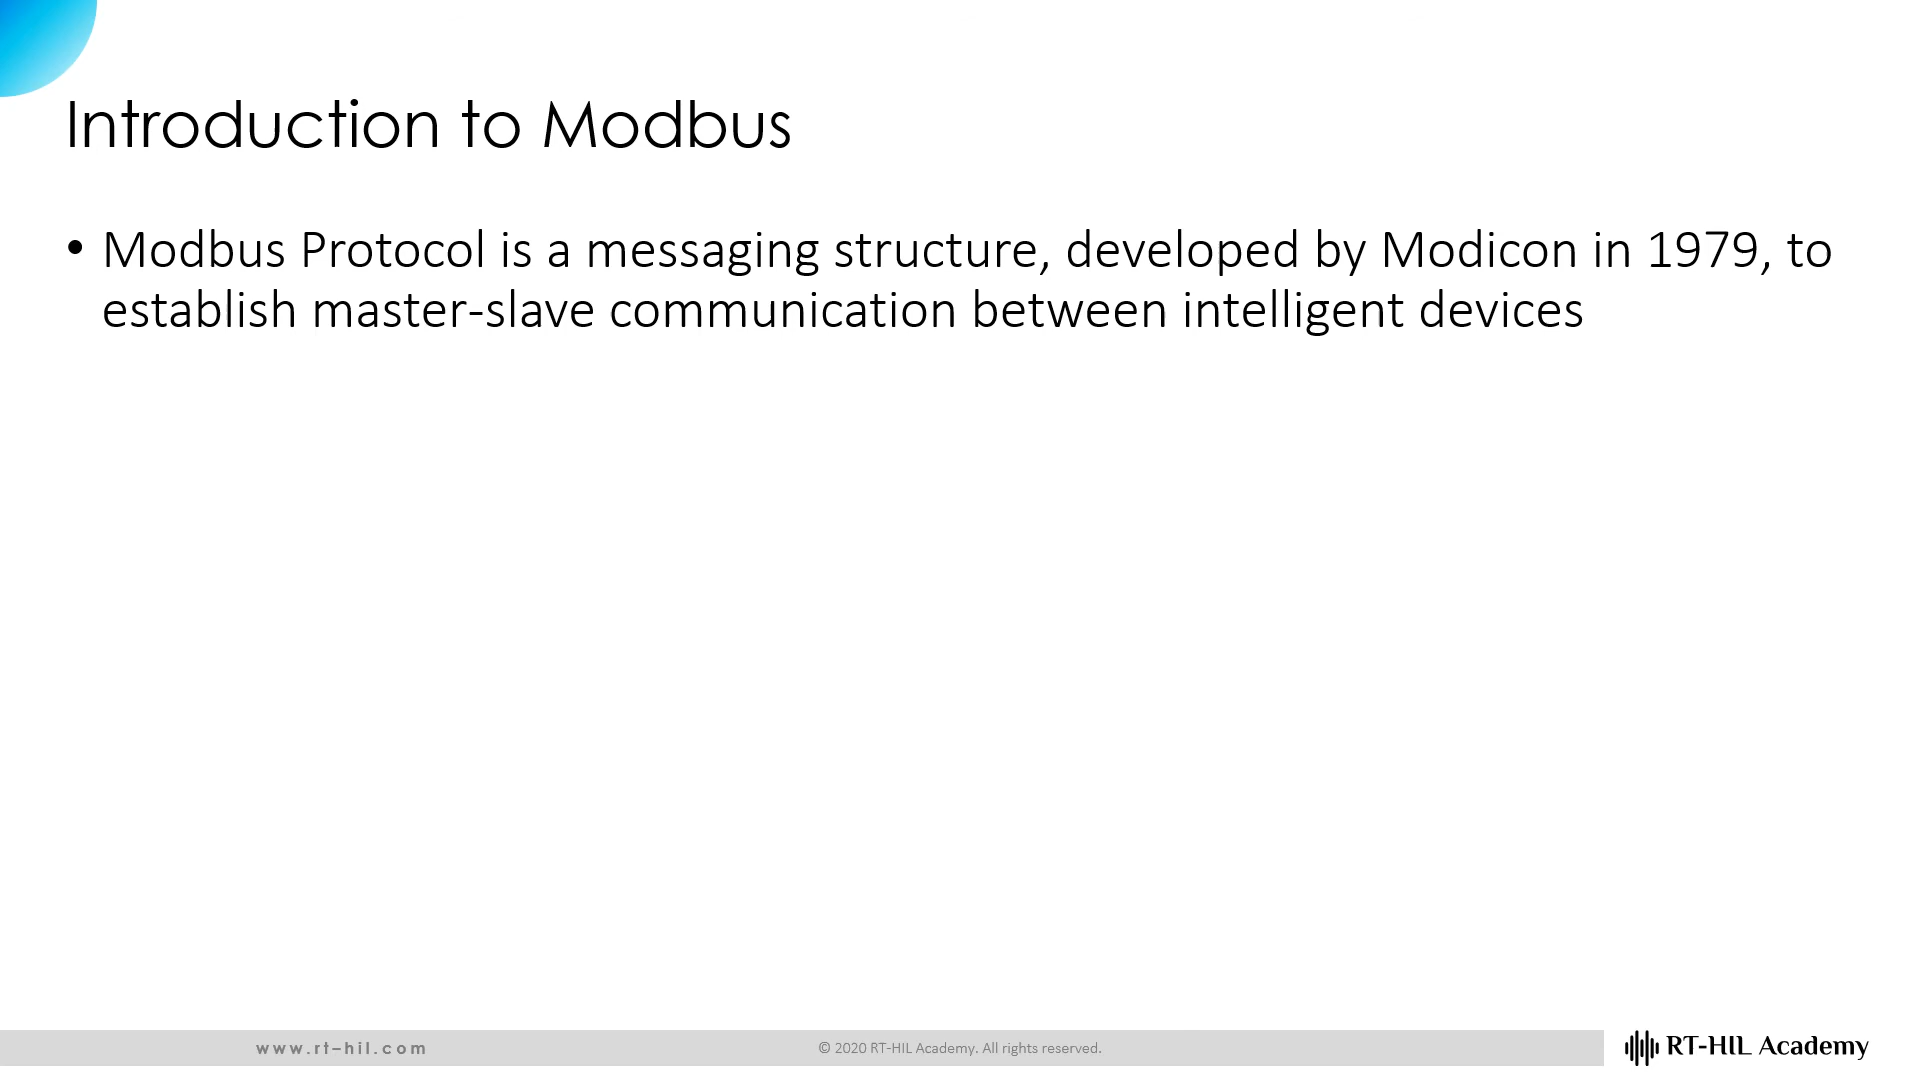 Introduction to Modbus
• Modbus Protocol is a messaging structure, developed by Modicon in 1979, to
establish master-slave communication between intelligent devices
www.rt-hil.com
© 2020 RT-HIL Academy. All rights reserved.
RT-HIL Academy